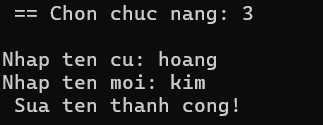 == Chon chuc nang: 3
Nhap ten cu: hoang
Nhap ten moi: kim
Sua ten thanh cong!